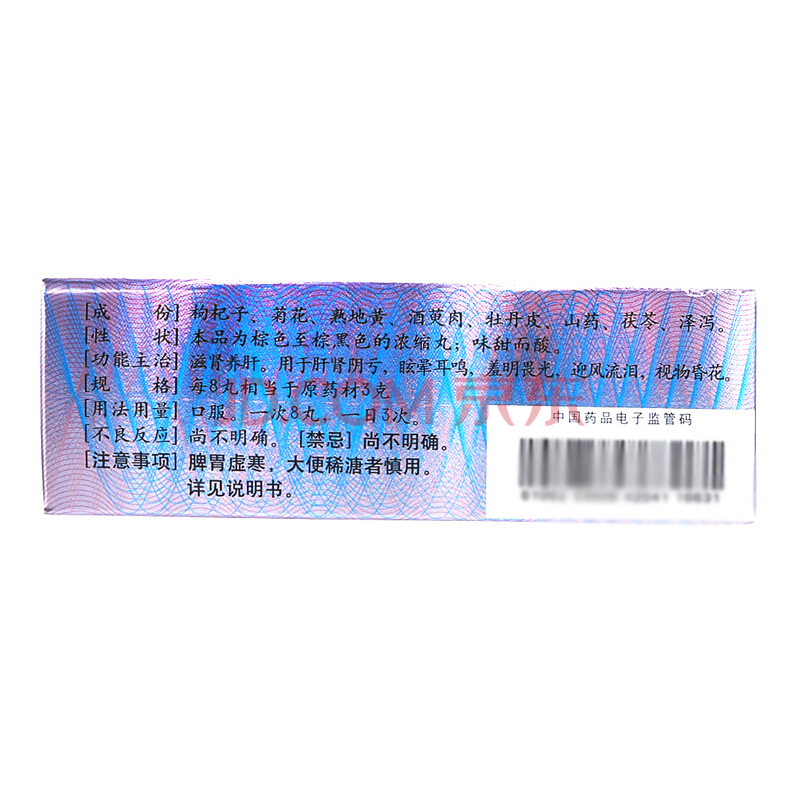 [成 份] 枸杞子、菊花、熟地黄、酒萸肉、牡丹皮、山药、茯苓、泽泻。
[性 状] 本品为棕色至棕黑色的浓缩丸；味甜而酸。
[功能主治] 滋肾养肝。用于肝肾阴亏，眩晕耳鸣，羞明畏光，迎风流泪，视物昏花。
[规 格] 每8丸相当于原药材3克
[用法用量] 口服。一次8丸，一日3次。
[不良反应] 尚不明确。 [禁忌] 尚不明确。
[注意事项] 脾胃虚寒，大便稀溏者慎用。
详见说明书。
中国药品电子监管码
JD.COM 京东